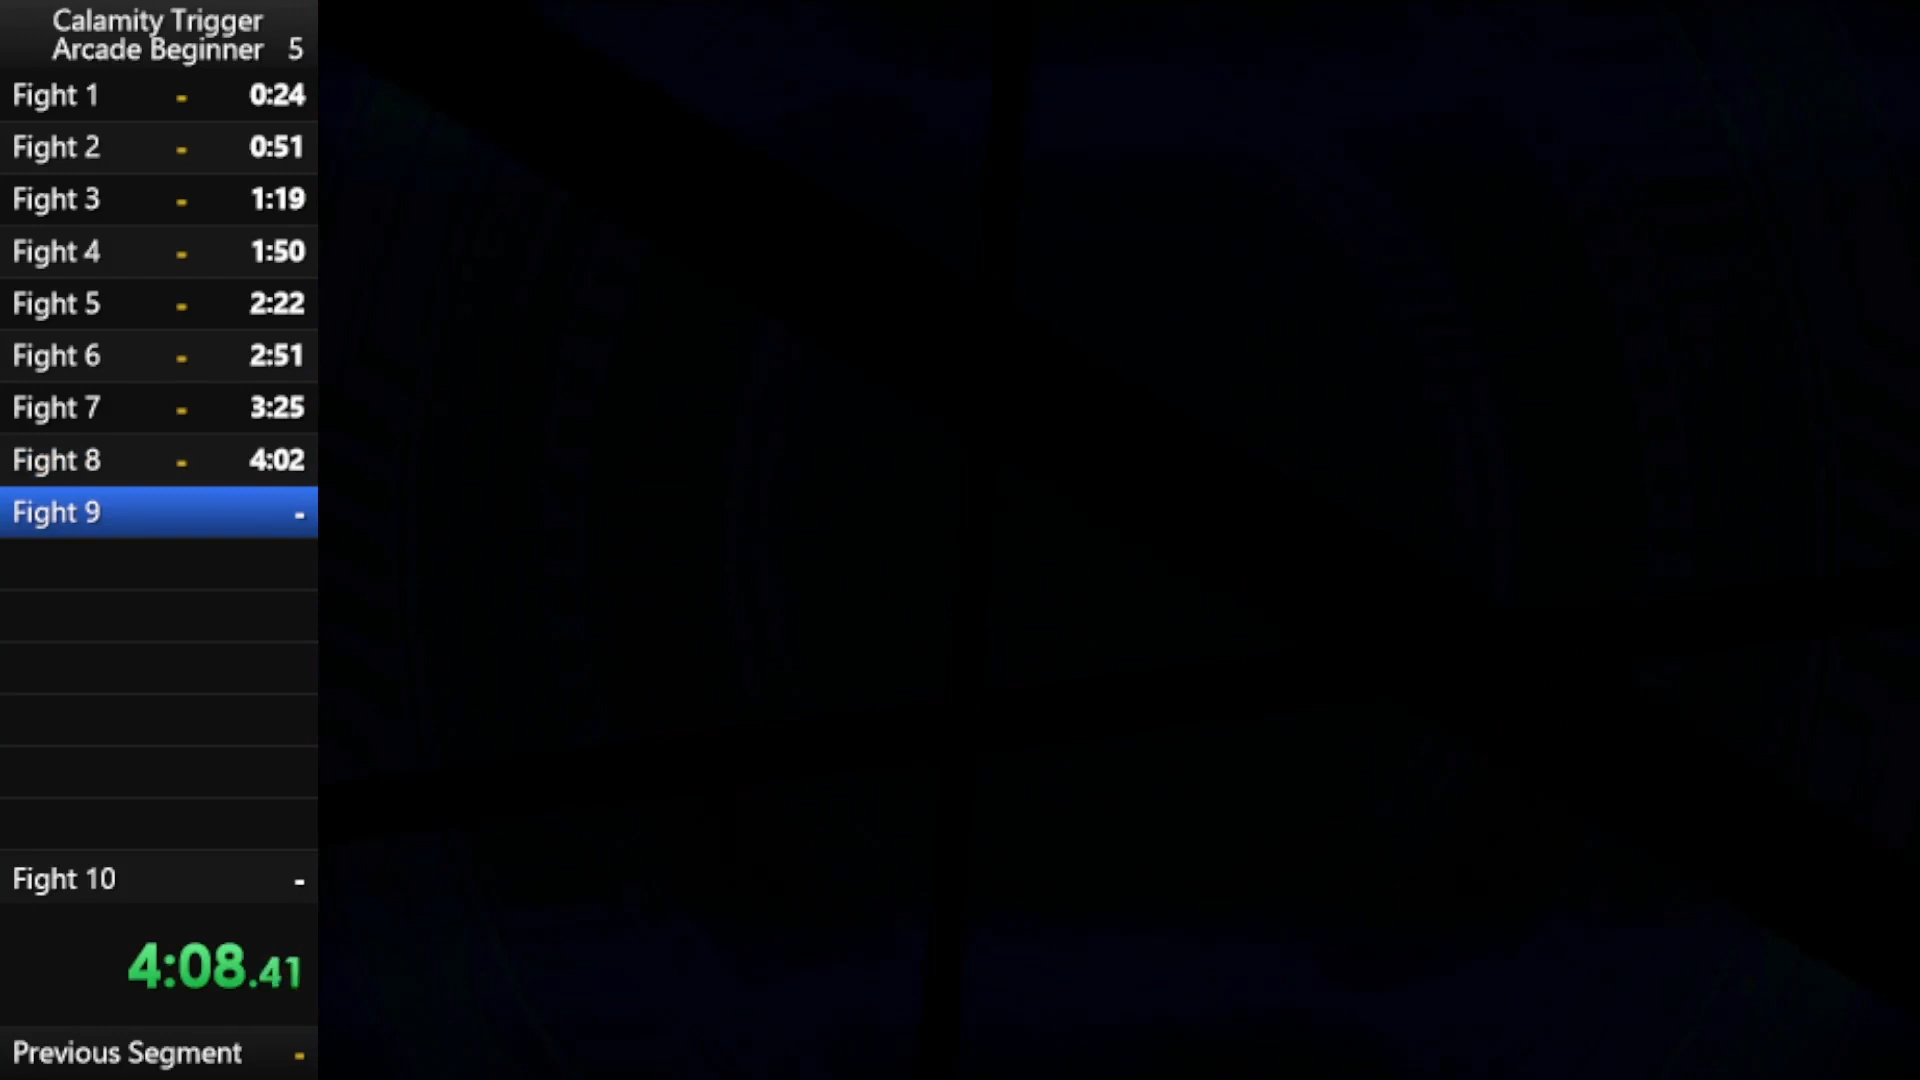 Calamity Trigger
Arcade Beginner 5
Fight 1 - 0:24
Fight 2 - 0:51
Fight 3 - 1:19
Fight 4 - 1:50
Fight 5 - 2:22
Fight 6 - 2:51
Fight 7 - 3:25
Fight 8 - 4:02
Fight 9 -
Fight 10 -
4:08.41
Previous Segment -